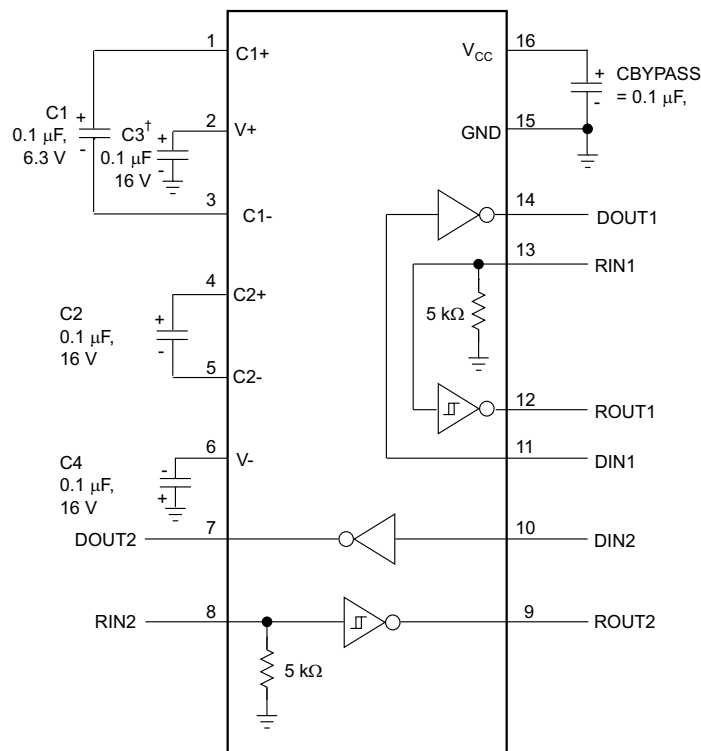 1
C1+
C1
0.1 μF,
6.3 V
+
-
2
V+
C3†
0.1 μF
16 V
+
-
3
C1-
4
C2+
C2
0.1 μF,
16 V
+
-
5
C2-
6
V-
C4
0.1 μF,
16 V
-
+
DOUT2
7
RIN2
8
5 kΩ
VCC
16
+
-
CBYPASS
= 0.1 μF,
GND
15
14
DOUT1
13
RIN1
5 kΩ
12
ROUT1
11
DIN1
10
DIN2
9
ROUT2